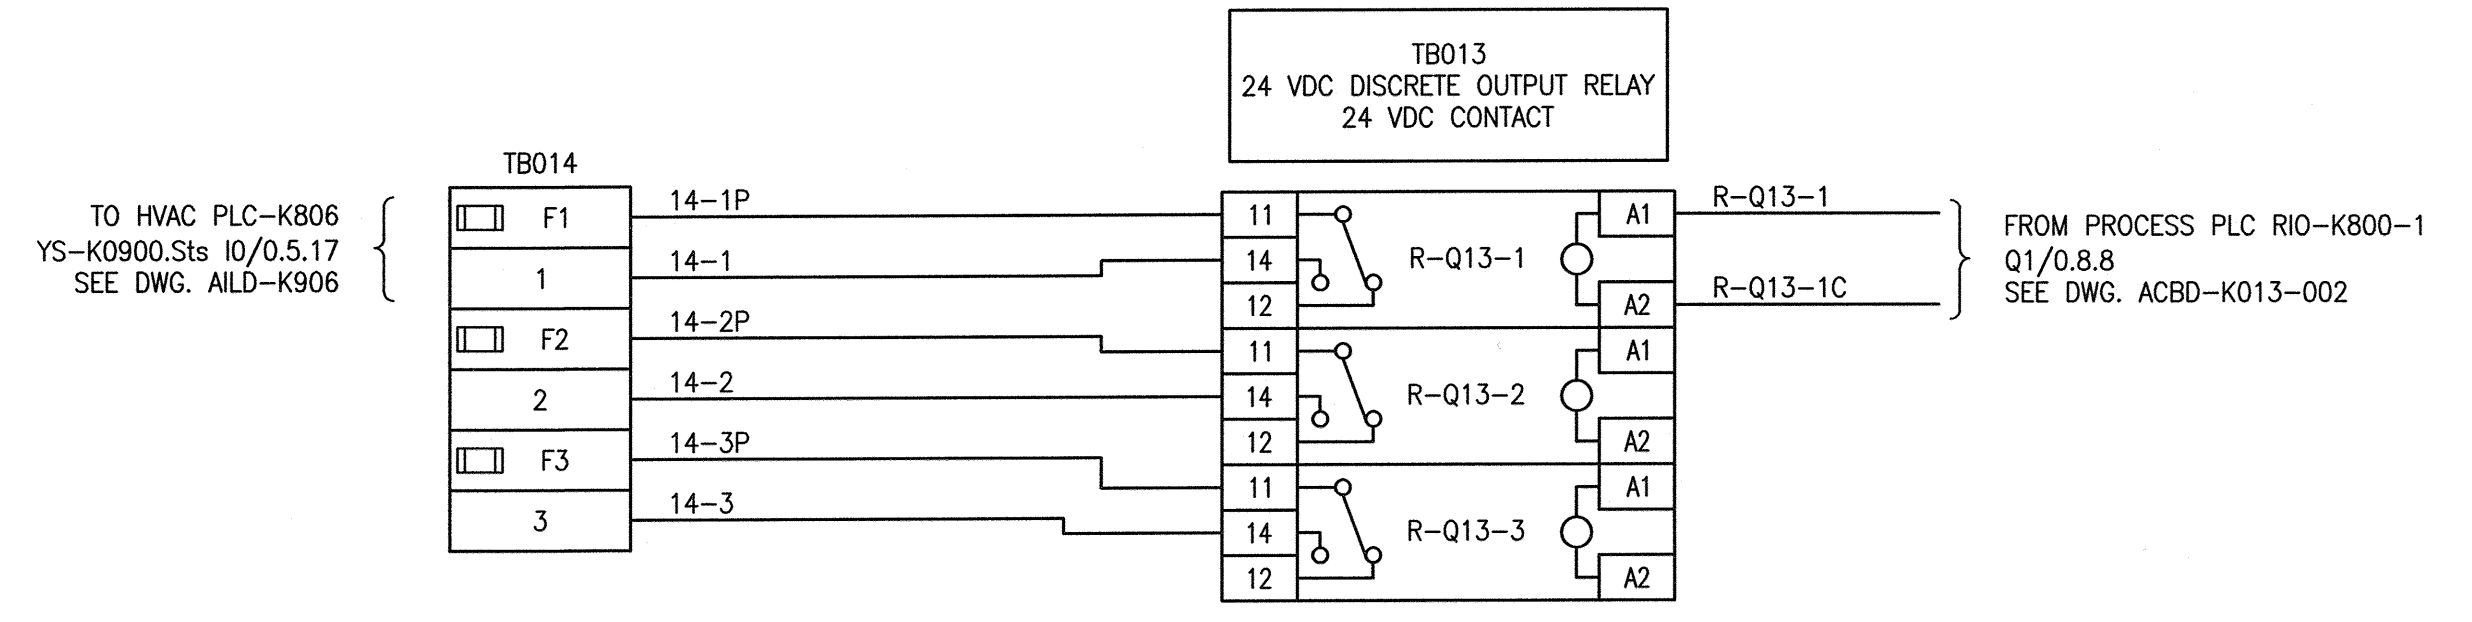 TB013
24 VDC DISCRETE OUTPUT RELAY
24 VDC CONTACT
TB014
TO HVAC PLC-K806
YS-K0900.Sts I0/0.5.17
SEE DWG. AILD-K906
F1
1
F2
2
F3
3
14-1P
14-1
14-2P
14-2
14-3P
14-3
11
14
12
11
14
12
11
14
12
R-Q13-1
R-Q13-2
R-Q13-3
A1
A2
A1
A2
A1
A2
R-Q13-1
R-Q13-1C
FROM PROCESS PLC RIO-K800-1
Q1/0.8.8
SEE DWG. ACBD-K013-002